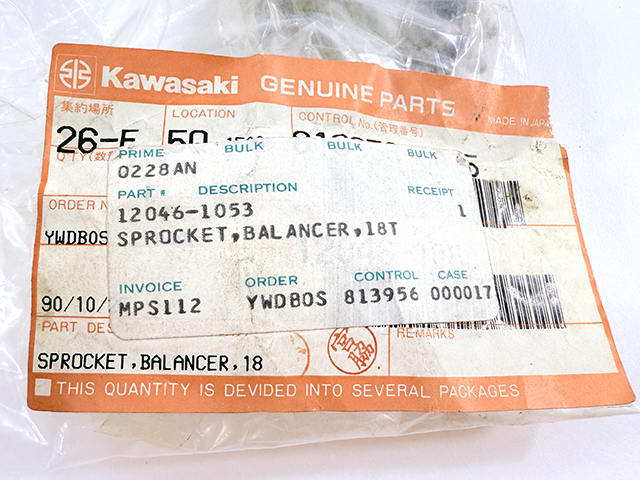 Kawasaki GENUINE PARTS
MADE IN JAPAN
集約場所 LOCATION CONTROL No.(管理番号)
26-F 50
PRIME BULK BULK BULK
0228AN
PART # DESCRIPTION RECEIPT
12046-1053 1
SPROCKET,BALANCER,18T
ORDER N
YWDBOS
INVOICE ORDER CONTROL CASE
MPS112 YWDBOS 813956 000017
90/10/
PART DES
REMARKS
SPROCKET,BALANCER,18
THIS QUANTITY IS DEVIDED INTO SEVERAL PACKAGES